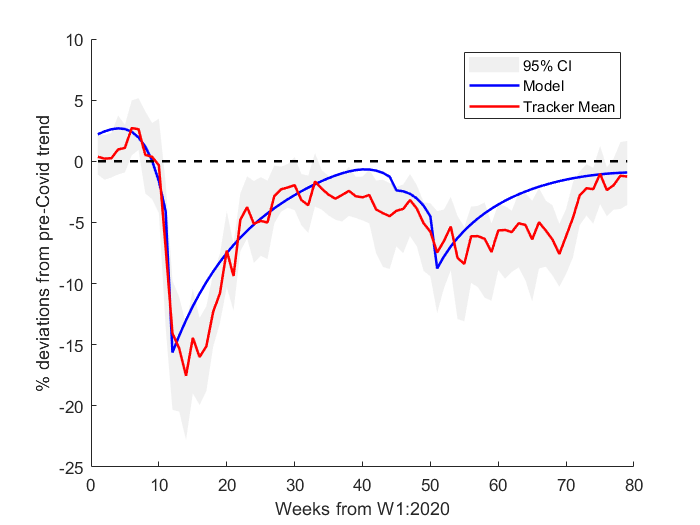 10
5
0
-5
-10
-15
-20
-25
% deviations from pre-Covid trend
95% CI
Model
Tracker Mean
0 10 20 30 40 50 60 70 80
Weeks from W1:2020